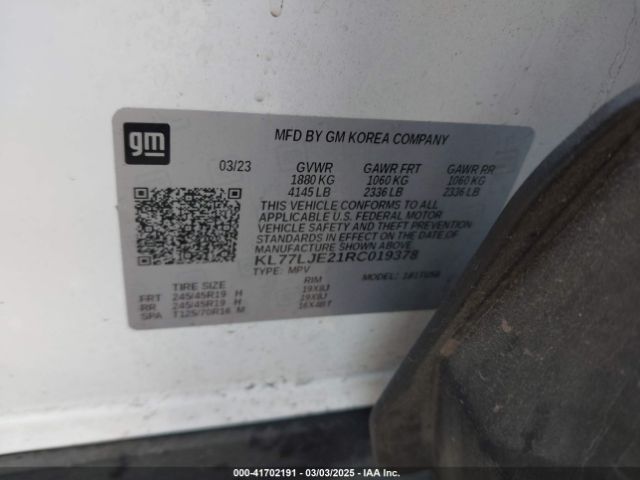 gm
MFD BY GM KOREA COMPANY
03/23 GVWR GAWR FRT GAWR RR
1880 KG 1060 KG 1060 KG
4145 LB 2336 LB 2336 LB
THIS VEHICLE CONFORMS TO ALL
APPLICABLE U.S. FEDERAL MOTOR
VEHICLE SAFETY AND THEFT PREVENTION
STANDARDS IN EFFECT ON THE DATE OF
MANUFACTURE SHOWN ABOVE.
KL77LJE21RC019378
TYPE: MPV MODEL:
TIRE SIZE RIM
FRT 245/45R19 H 19X8J
RR 245/45R19 H 19X8J
SPA T125/70R16 M 16X4BT
000-41702191 - 03/03/2025 - IAA Inc.